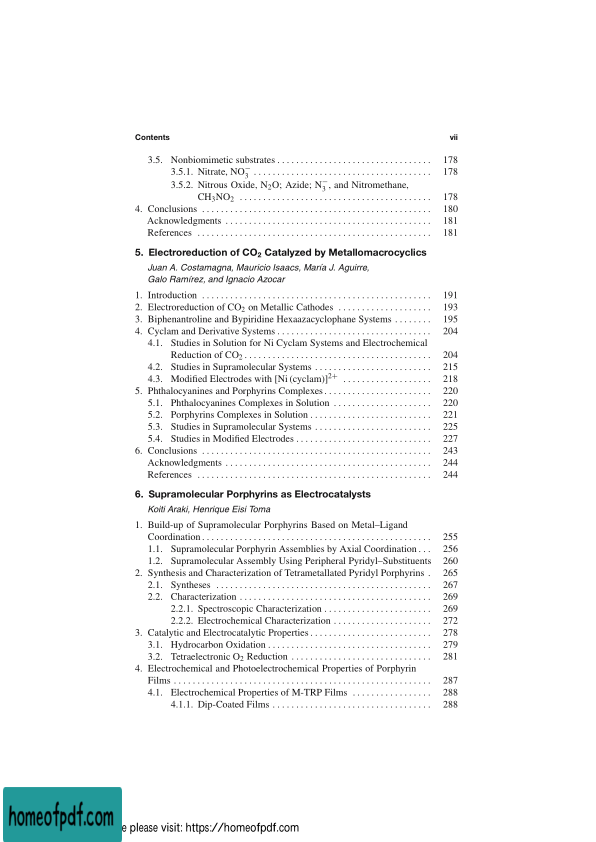 Contents vii
3.5. Nonbiomimetic substrates . . . . . . . . . . . . . . . . . . . . . . . . . . . . . . . . . 178
3.5.1. Nitrate, NO3− . . . . . . . . . . . . . . . . . . . . . . . . . . . . . . . . . . . . . . 178
3.5.2. Nitrous Oxide, N2O; Azide; N3−, and Nitromethane,
CH3NO2 . . . . . . . . . . . . . . . . . . . . . . . . . . . . . . . . . . . . . . . . . 178
4. Conclusions . . . . . . . . . . . . . . . . . . . . . . . . . . . . . . . . . . . . . . . . . . . . . . . . . 180
Acknowledgments . . . . . . . . . . . . . . . . . . . . . . . . . . . . . . . . . . . . . . . . . . . . 181
References . . . . . . . . . . . . . . . . . . . . . . . . . . . . . . . . . . . . . . . . . . . . . . . . . . 181
5. Electroreduction of CO2 Catalyzed by Metallomacrocyclics
Juan A. Costamagna, Mauricio Isaacs, María J. Aguirre,
Galo Ramírez, and Ignacio Azocar
1. Introduction . . . . . . . . . . . . . . . . . . . . . . . . . . . . . . . . . . . . . . . . . . . . . . . . . 191
2. Electroreduction of CO2 on Metallic Cathodes . . . . . . . . . . . . . . . . . . . . 193
3. Biphenantroline and Bypiridine Hexaazacyclophane Systems . . . . . . . . 195
4. Cyclam and Derivative Systems . . . . . . . . . . . . . . . . . . . . . . . . . . . . . . . . . 204
4.1. Studies in Solution for Ni Cyclam Systems and Electrochemical
Reduction of CO2 . . . . . . . . . . . . . . . . . . . . . . . . . . . . . . . . . . . . . . . . 204
4.2. Studies in Supramolecular Systems . . . . . . . . . . . . . . . . . . . . . . . . . 215
4.3. Modified Electrodes with [Ni (cyclam)]2+ . . . . . . . . . . . . . . . . . . . 218
5. Phthalocyanines and Porphyrins Complexes . . . . . . . . . . . . . . . . . . . . . . . 220
5.1. Phthalocyanines Complexes in Solution . . . . . . . . . . . . . . . . . . . . . 220
5.2. Porphyrins Complexes in Solution . . . . . . . . . . . . . . . . . . . . . . . . . . 221
5.3. Studies in Supramolecular Systems . . . . . . . . . . . . . . . . . . . . . . . . . 225
5.4. Studies in Modified Electrodes . . . . . . . . . . . . . . . . . . . . . . . . . . . . . 227
6. Conclusions . . . . . . . . . . . . . . . . . . . . . . . . . . . . . . . . . . . . . . . . . . . . . . . . . 243
Acknowledgments . . . . . . . . . . . . . . . . . . . . . . . . . . . . . . . . . . . . . . . . . . . . 244
References . . . . . . . . . . . . . . . . . . . . . . . . . . . . . . . . . . . . . . . . . . . . . . . . . . 244
6. Supramolecular Porphyrins as Electrocatalysts
Koiti Araki, Henrique Eisi Toma
1. Build-up of Supramolecular Porphyrins Based on Metal–Ligand
Coordination . . . . . . . . . . . . . . . . . . . . . . . . . . . . . . . . . . . . . . . . . . . . . . . . . 255
1.1. Supramolecular Porphyrin Assemblies by Axial Coordination . . . 256
1.2. Supramolecular Assembly Using Peripheral Pyridyl–Substituents 260
2. Synthesis and Characterization of Tetrametallated Pyridyl Porphyrins . 265
2.1. Syntheses . . . . . . . . . . . . . . . . . . . . . . . . . . . . . . . . . . . . . . . . . . . . . . 267
2.2. Characterization . . . . . . . . . . . . . . . . . . . . . . . . . . . . . . . . . . . . . . . . . 269
2.2.1. Spectroscopic Characterization . . . . . . . . . . . . . . . . . . . . . . . 269
2.2.2. Electrochemical Characterization . . . . . . . . . . . . . . . . . . . . . 272
3. Catalytic and Electrocatalytic Properties . . . . . . . . . . . . . . . . . . . . . . . . . . 278
3.1. Hydrocarbon Oxidation . . . . . . . . . . . . . . . . . . . . . . . . . . . . . . . . . . . 279
3.2. Tetraelectronic O2 Reduction . . . . . . . . . . . . . . . . . . . . . . . . . . . . . . 281
4. Electrochemical and Photoelectrochemical Properties of Porphyrin
Films . . . . . . . . . . . . . . . . . . . . . . . . . . . . . . . . . . . . . . . . . . . . . . . . . . . . . . . 287
4.1. Electrochemical Properties of M-TRP Films . . . . . . . . . . . . . . . . . 288
4.1.1. Dip-Coated Films . . . . . . . . . . . . . . . . . . . . . . . . . . . . . . . . . . 288
homeofpdf.com
e please visit: https://homeofpdf.com